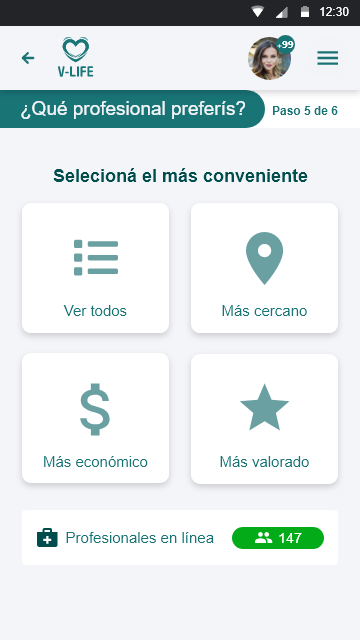 12:30
V-LIFE
+99
¿Qué profesional preferís?
Paso 5 de 6
Selecioná el más conveniente
Ver todos
Más cercano
Más económico
Más valorado
Profesionales en línea
147